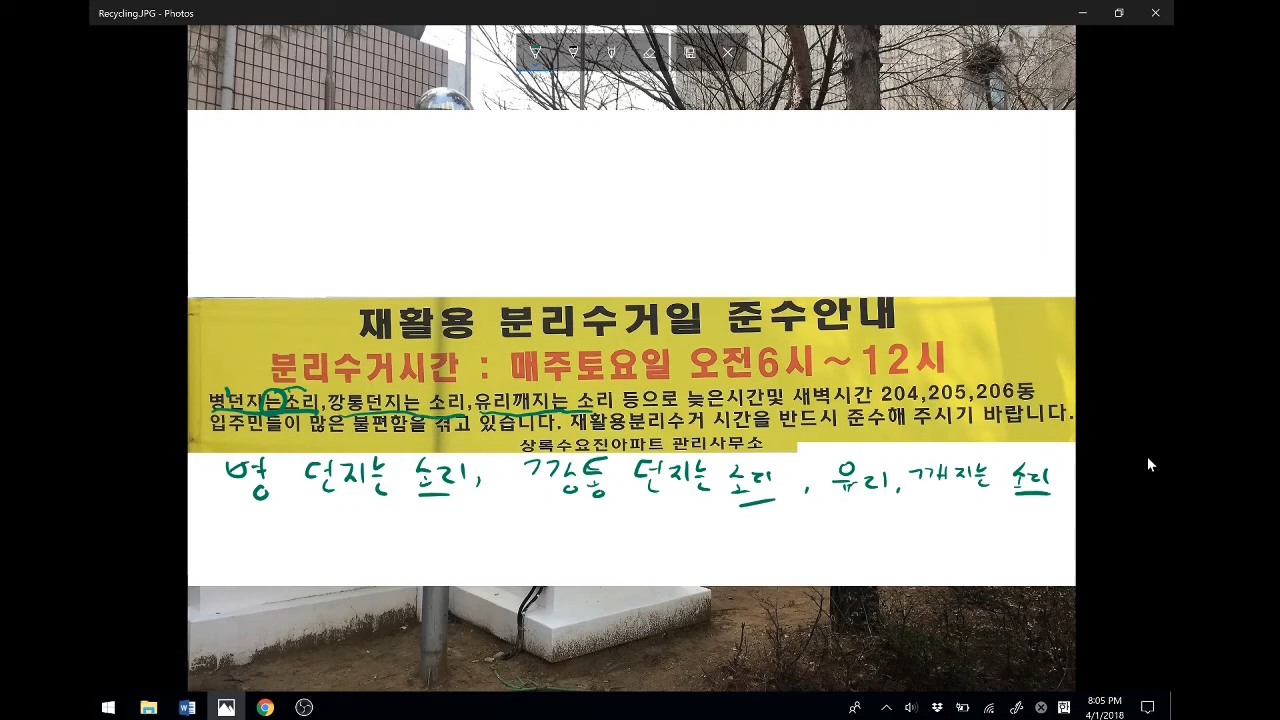 RecyclingJPG - Photos
재활용 분리수거일 준수안내
분리수거시간 : 매주토요일 오전6시~12시
병던지는소리,깡통던지는 소리,유리깨지는 소리 등으로 늦은시간및 새벽시간 204,205,206동
입주민들이 많은 불편함을 겪고 있습니다. 재활용분리수거 시간을 반드시 준수해 주시기 바랍니다.
상록수요진아파트 관리사무소
병 던지는 소리, 깡통 던지는 소리, 유리, 깨지는 소리
8:05 PM
4/1/2018